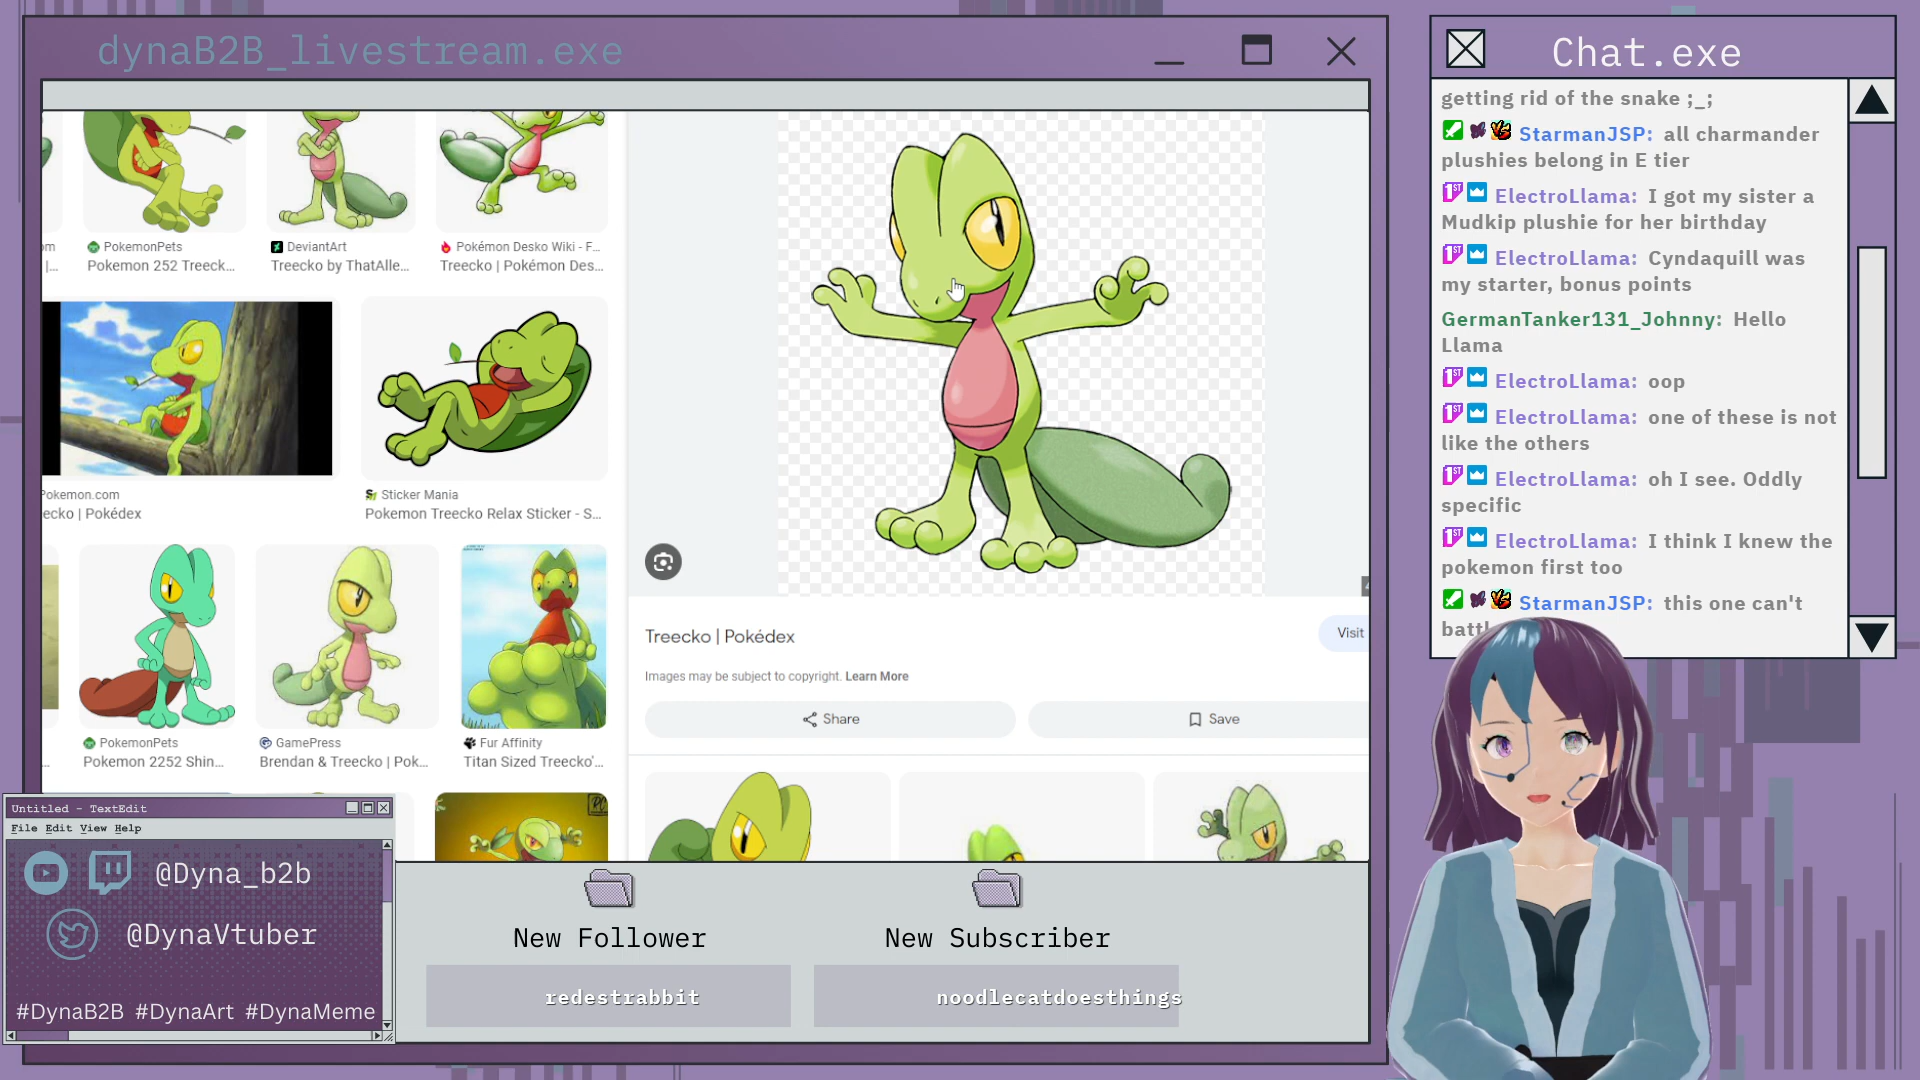 dynaB2B_livestream.exe
PokemonPets
Pokemon 252 Treeck...
DeviantArt
Treecko by ThatAlle...
Pokémon Desko Wiki - F...
Treecko | Pokémon Des...
Pokemon.com
ecko | Pokédex
Sticker Mania
Pokemon Treecko Relax Sticker - S...
PokemonPets
Pokemon 2252 Shin...
GamePress
Brendan & Treecko | Pok...
Fur Affinity
Titan Sized Treecko'...
Treecko | Pokédex
Visit
Images may be subject to copyright. Learn More
Share
Save
Chat.exe
getting rid of the snake ;_;
StarmanJSP: all charmander
plushies belong in E tier
ElectroLlama: I got my sister a
Mudkip plushie for her birthday
ElectroLlama: Cyndaquill was
my starter, bonus points
GermanTanker131_Johnny: Hello
Llama
ElectroLlama: oop
ElectroLlama: one of these is not
like the others
ElectroLlama: oh I see. Oddly
specific
ElectroLlama: I think I knew the
pokemon first too
StarmanJSP: this one can't
Untitled - TextEdit
File Edit View Help
@Dyna_b2b
@DynaVtuber
#DynaB2B #DynaArt #DynaMeme
New Follower
redestrabbit
New Subscriber
noodlecatdoesthings